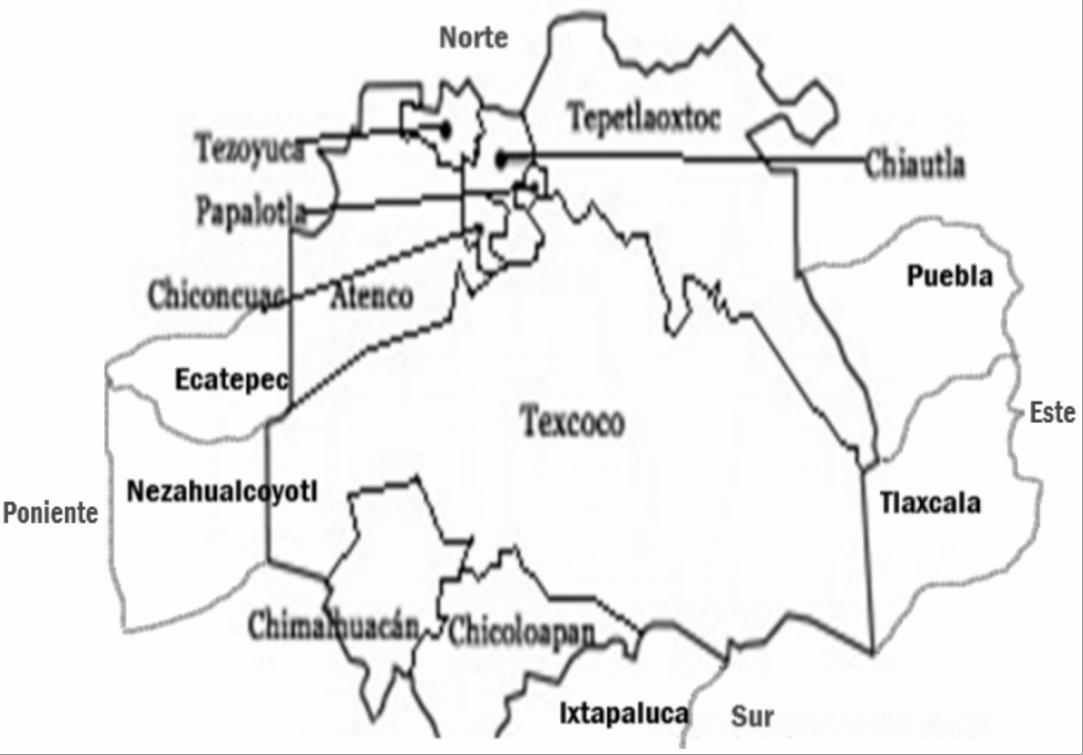 Norte
Tepetlaoxtoc
Tezoyuca
Chiautla
Papalotla
Puebla
Chiconcuac
Atenco
Ecatepec
Texcoco
Este
Nezahualcoyotl
Tlaxcala
Poniente
Chimalhuacán
Chicoloapan
Ixtapaluca
Sur